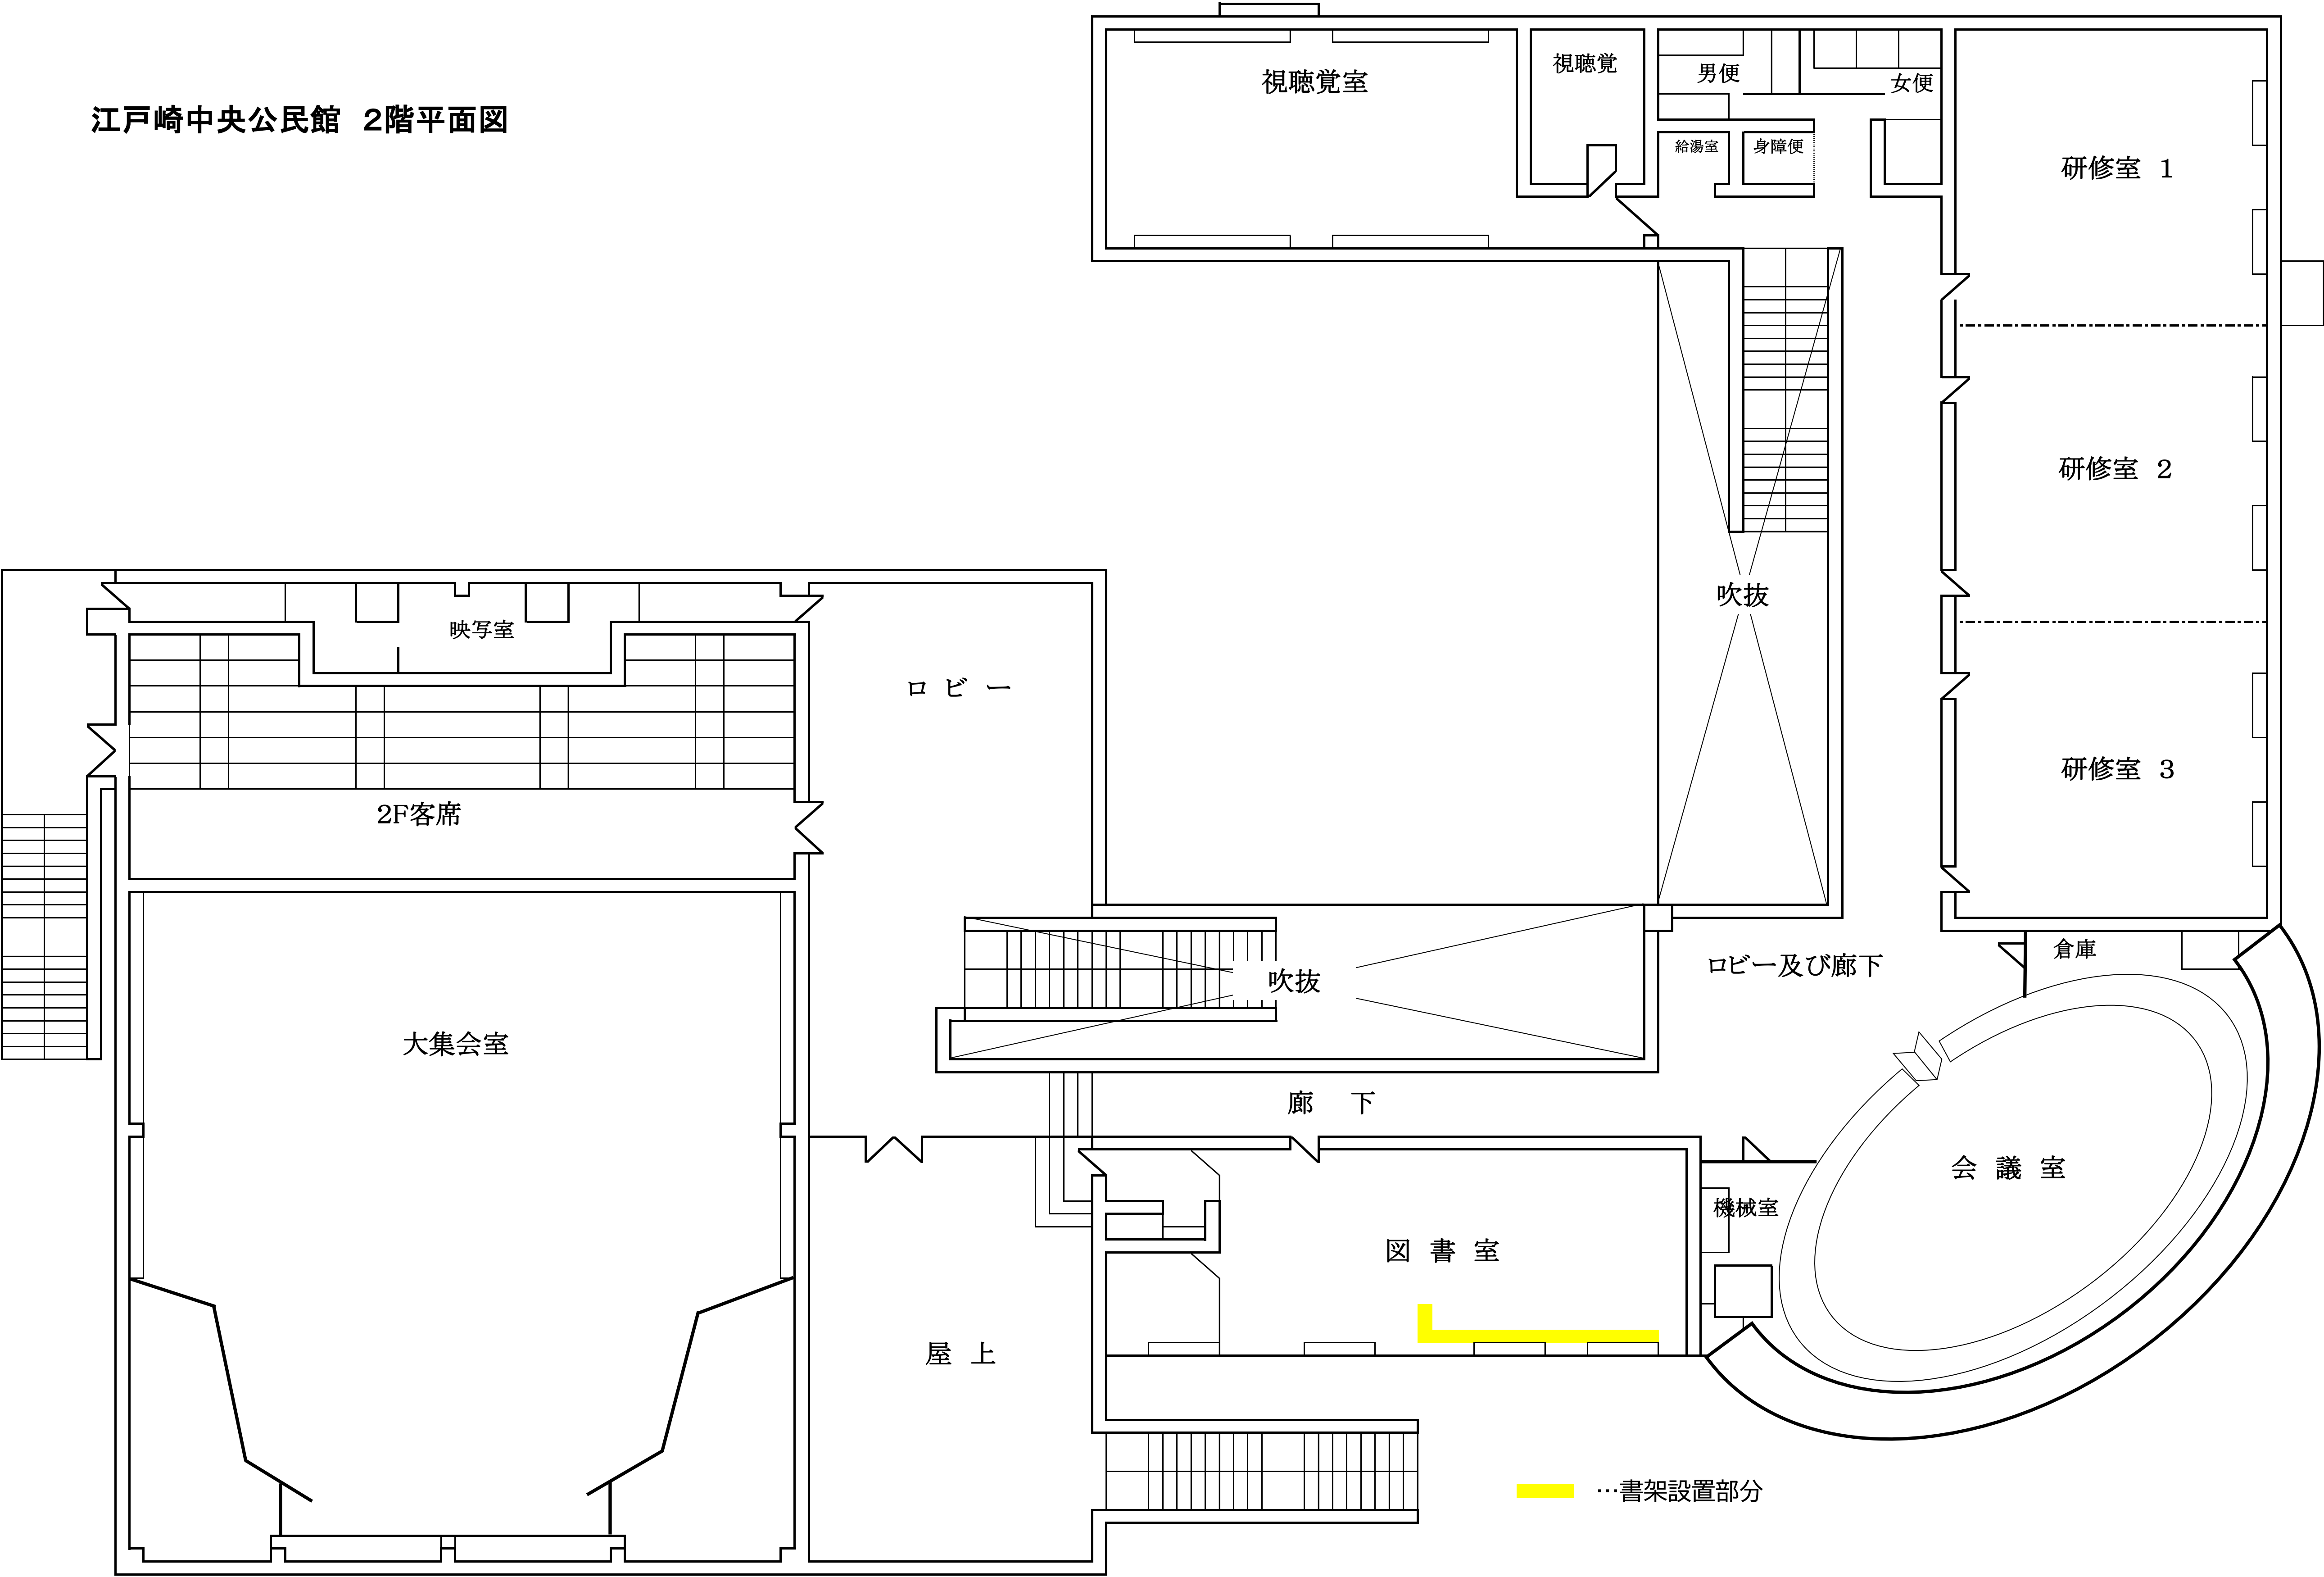 江戸崎中央公民館 2階平面図
視聴覚室
視聴覚
男便
女便
給湯室
身障便
研修室 1
研修室 2
研修室 3
吹抜
映写室
ロビー
2F客席
大集会室
吹抜
ロビー及び廊下
倉庫
廊 下
会 議 室
機械室
図 書 室
屋 上
…書架設置部分